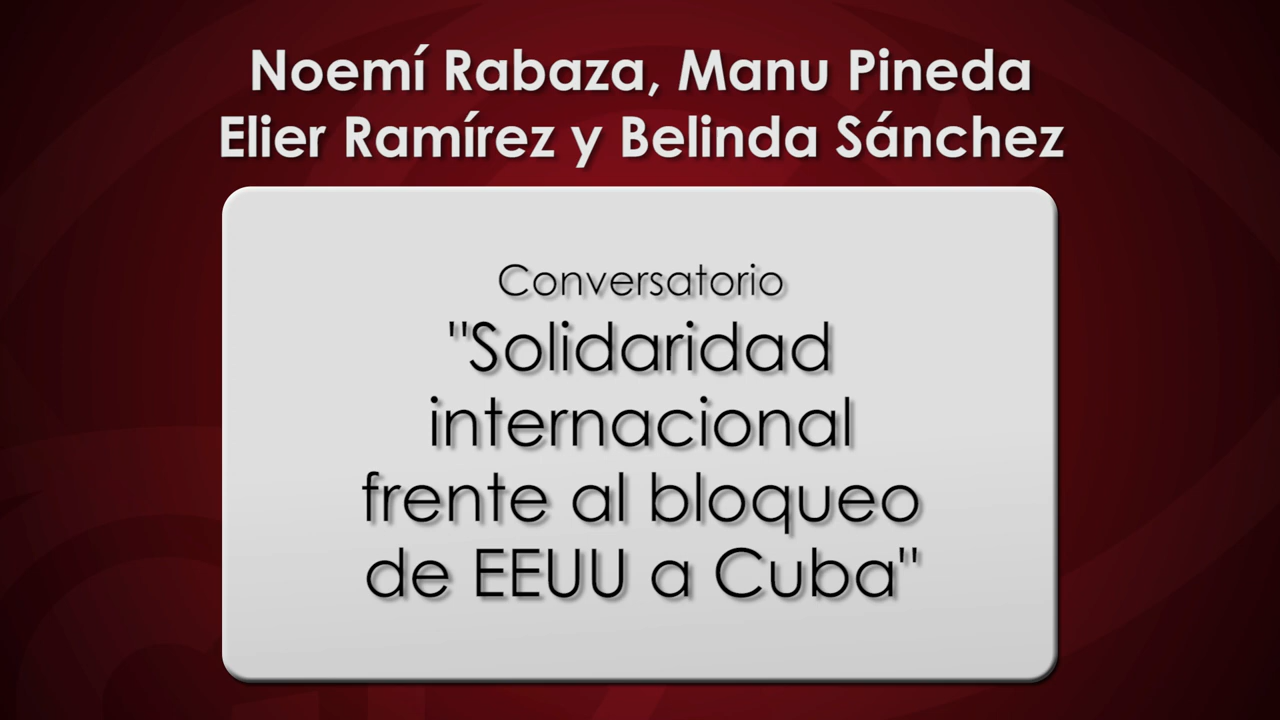 Noemí Rabaza, Manu Pineda
Elier Ramírez y Belinda Sánchez
Conversatorio
"Solidaridad
internacional
frente al bloqueo
de EEUU a Cuba"